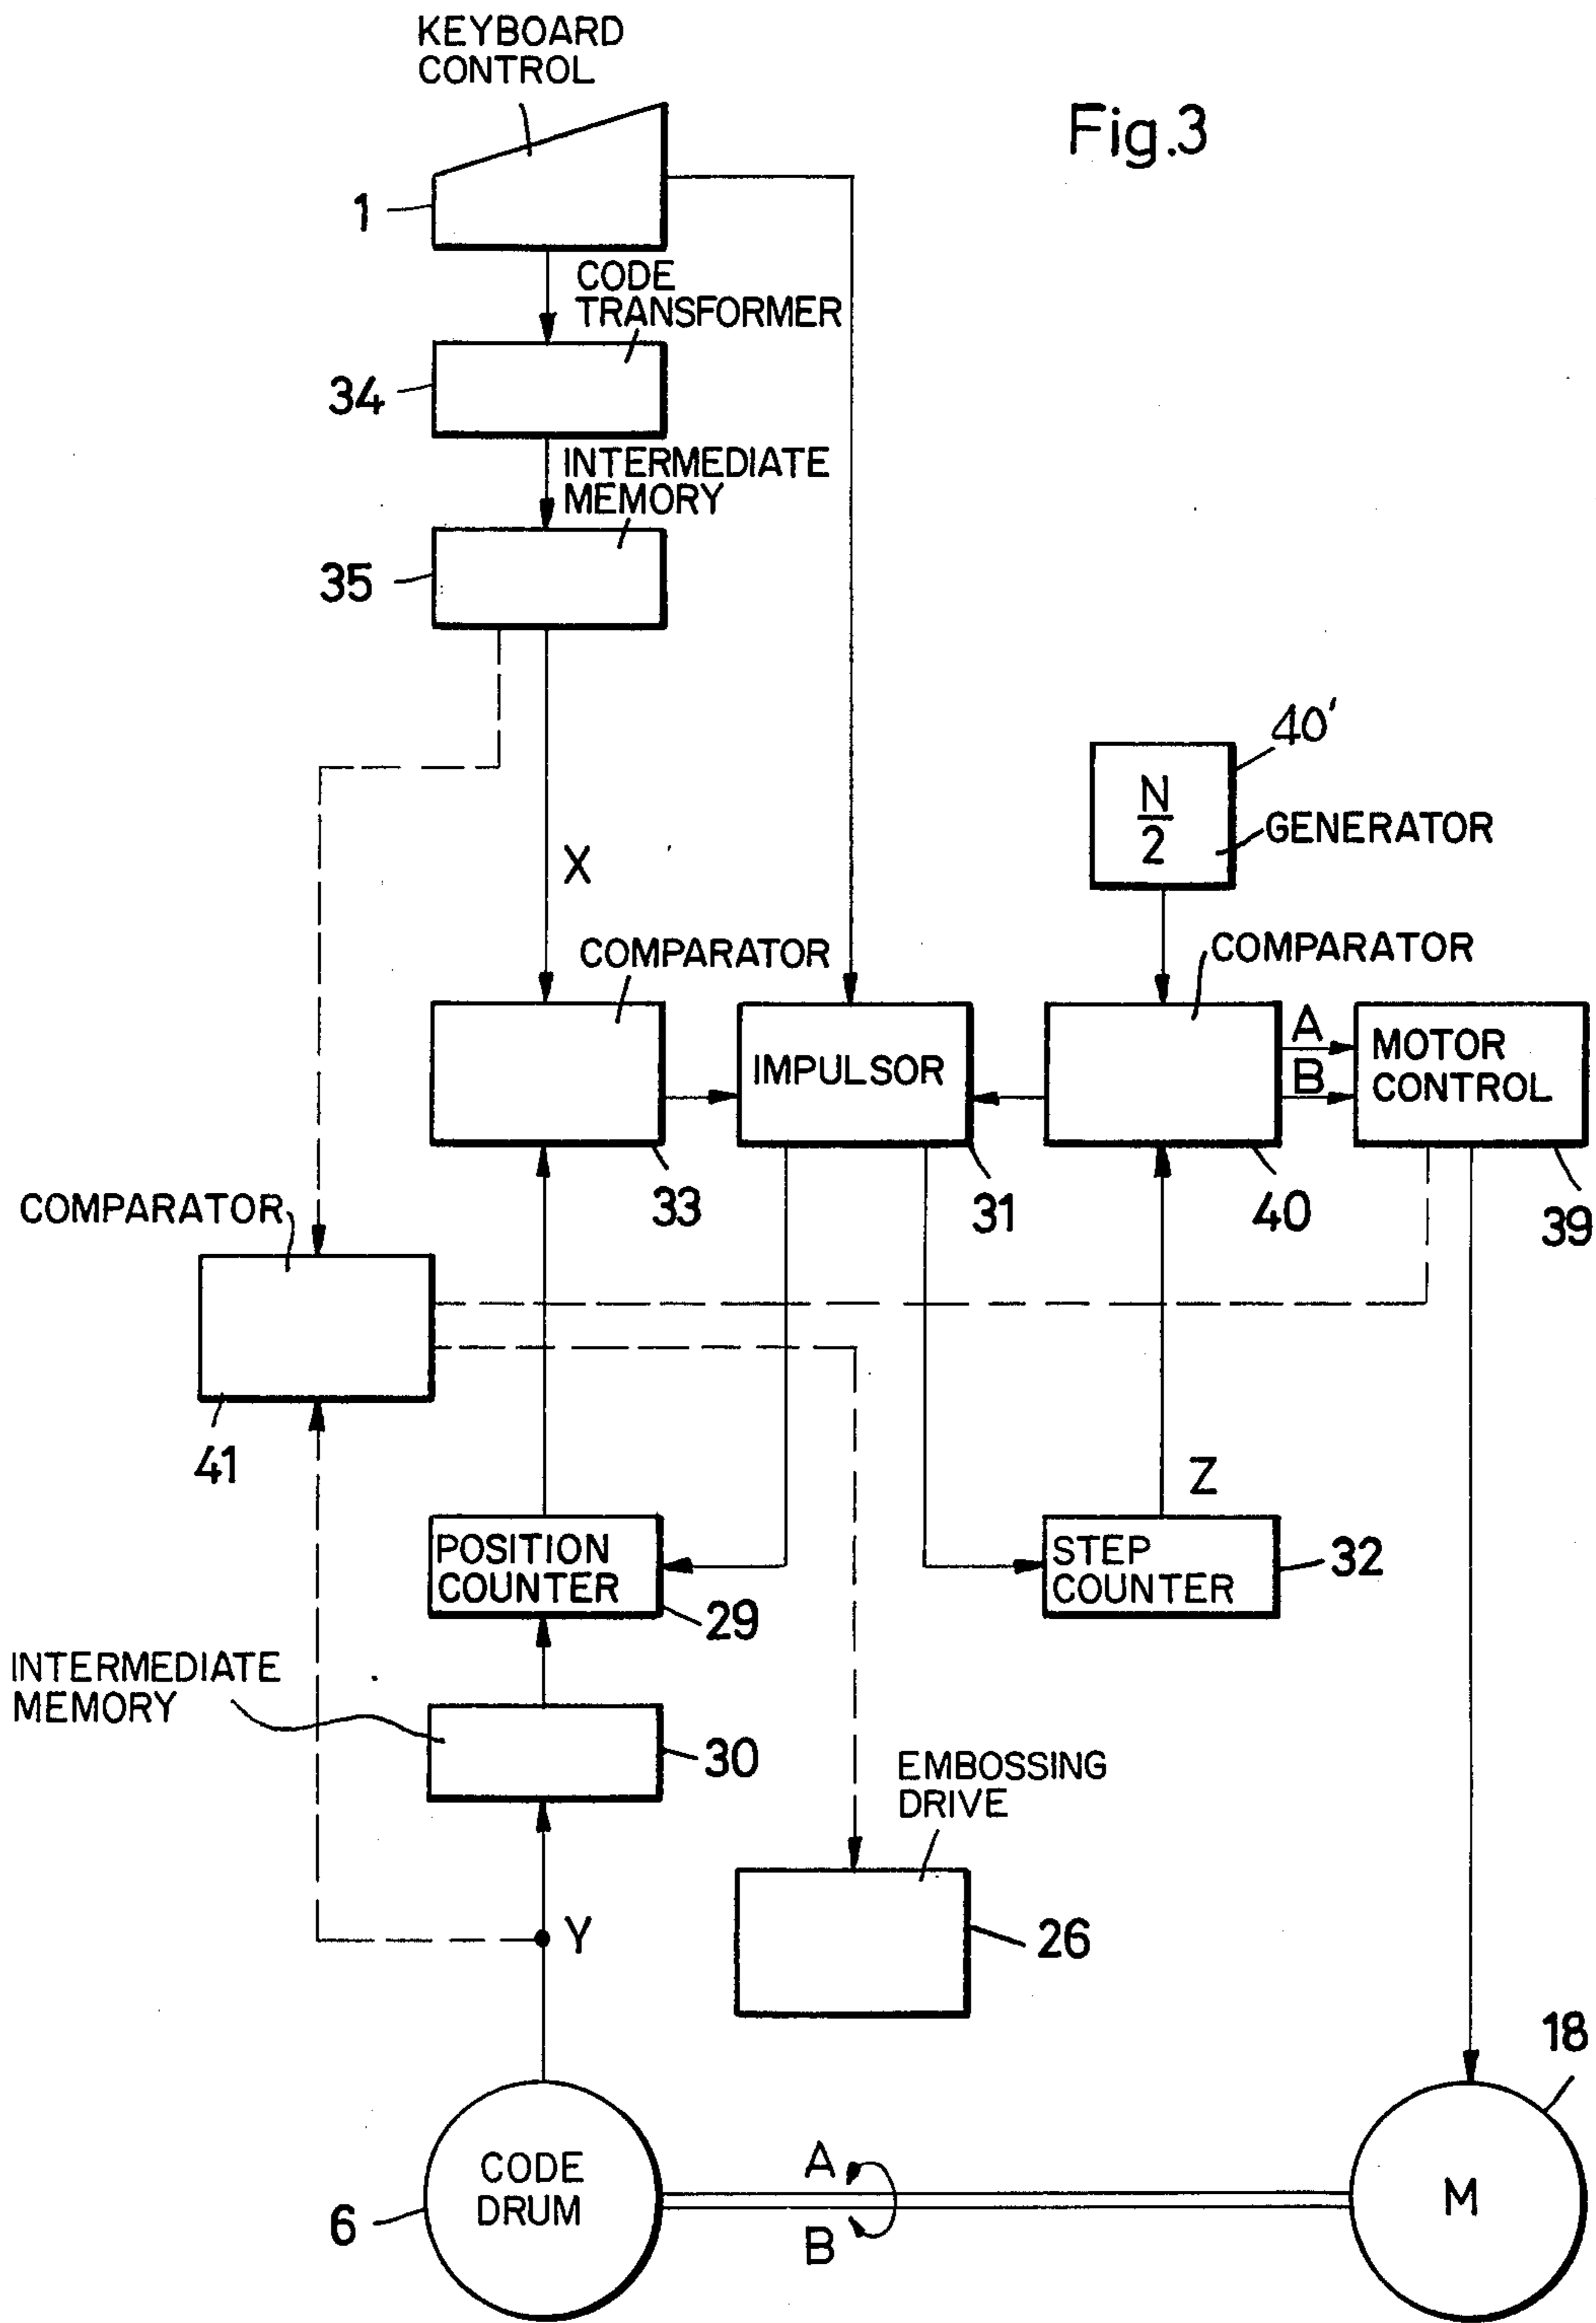 KEYBOARD
CONTROL
Fig.3
1
CODE
TRANSFORMER
34
INTERMEDIATE
MEMORY
35
40'
N
2
GENERATOR
X
COMPARATOR
COMPARATOR
IMPULSOR
A
B
MOTOR
CONTROL
33
31
40
39
COMPARATOR
41
Z
POSITION
COUNTER
29
STEP
COUNTER
32
INTERMEDIATE
MEMORY
30
EMBOSSING
DRIVE
26
Y
18
CODE
DRUM
6
A
B
M